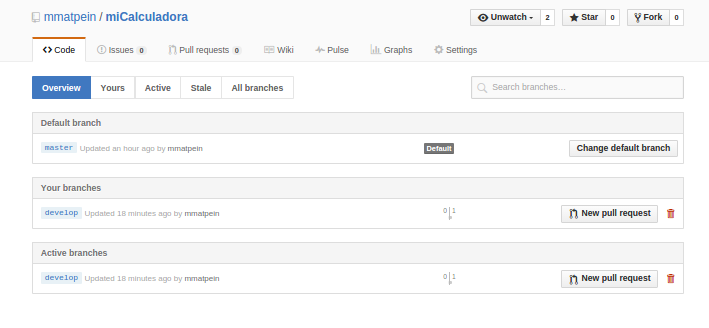 mmatpein / miCalculadora
Unwatch 2 Star 0 Fork 0
Code Issues 0 Pull requests 0 Wiki Pulse Graphs Settings
Overview Yours Active Stale All branches Search branches...
Default branch
master Updated an hour ago by mmatpein Default Change default branch
Your branches
develop Updated 18 minutes ago by mmatpein 0 1 New pull request
Active branches
develop Updated 18 minutes ago by mmatpein 0 1 New pull request